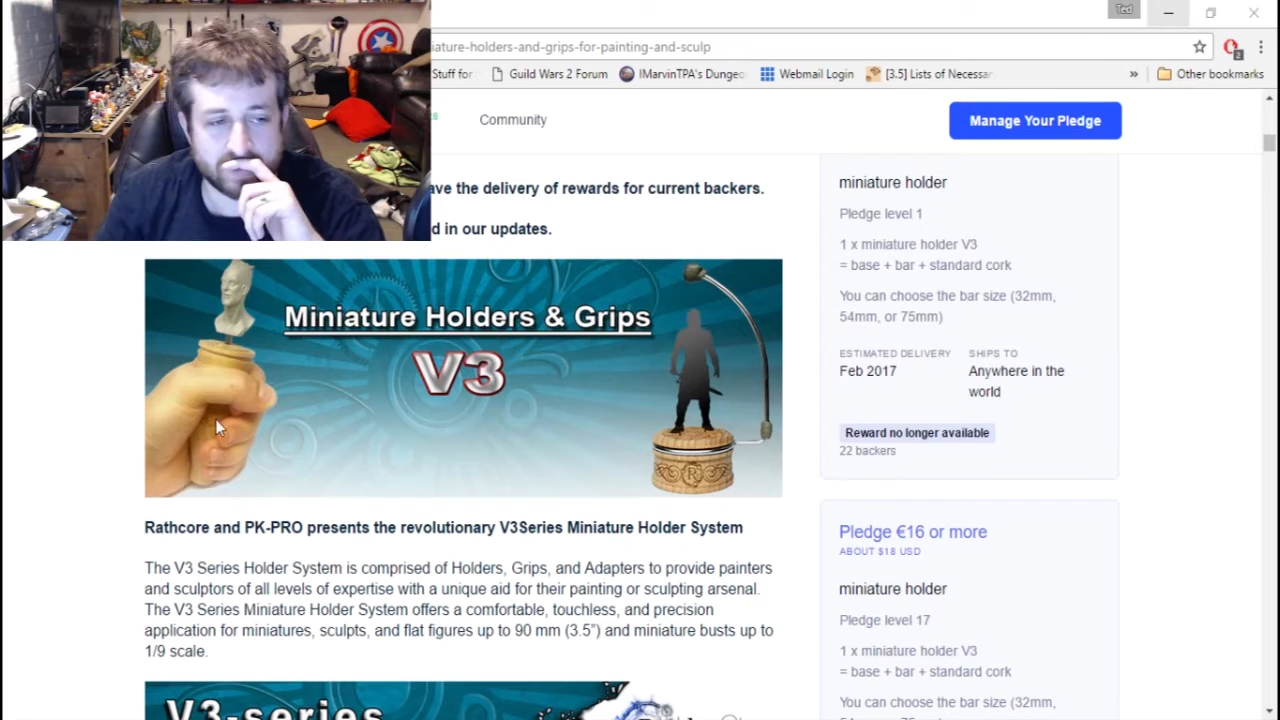 Ted
iature-holders-and-grips-for-painting-and-sculp
2
Stuff for
Guild Wars 2 Forum
IMarvinTPA's Dungeo
Webmail Login
[3.5] Lists of Necessar
»
Other bookmarks
Community
Manage Your Pledge
ave the delivery of rewards for current backers.
d in our updates.
Miniature Holders & Grips
V3
Rathcore and PK-PRO presents the revolutionary V3Series Miniature Holder System
The V3 Series Holder System is comprised of Holders, Grips, and Adapters to provide painters
and sculptors of all levels of expertise with a unique aid for their painting or sculpting arsenal.
The V3 Series Miniature Holder System offers a comfortable, touchless, and precision
application for miniatures, sculpts, and flat figures up to 90 mm (3.5”) and miniature busts up to
1/9 scale.
V3-series
miniature holder
Pledge level 1
1 x miniature holder V3
= base + bar + standard cork
You can choose the bar size (32mm,
54mm, or 75mm)
ESTIMATED DELIVERY
Feb 2017
SHIPS TO
Anywhere in the
world
Reward no longer available
22 backers
Pledge €16 or more
ABOUT $18 USD
miniature holder
Pledge level 17
1 x miniature holder V3
= base + bar + standard cork
You can choose the bar size (32mm,